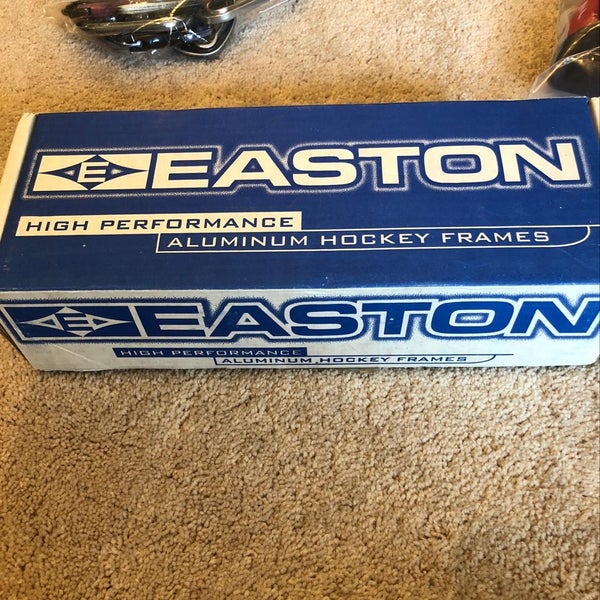 E EASTON
HIGH PERFORMANCE
ALUMINUM HOCKEY FRAMES
E EASTON
HIGH PERFORMANCE
ALUMINUM HOCKEY FRAMES